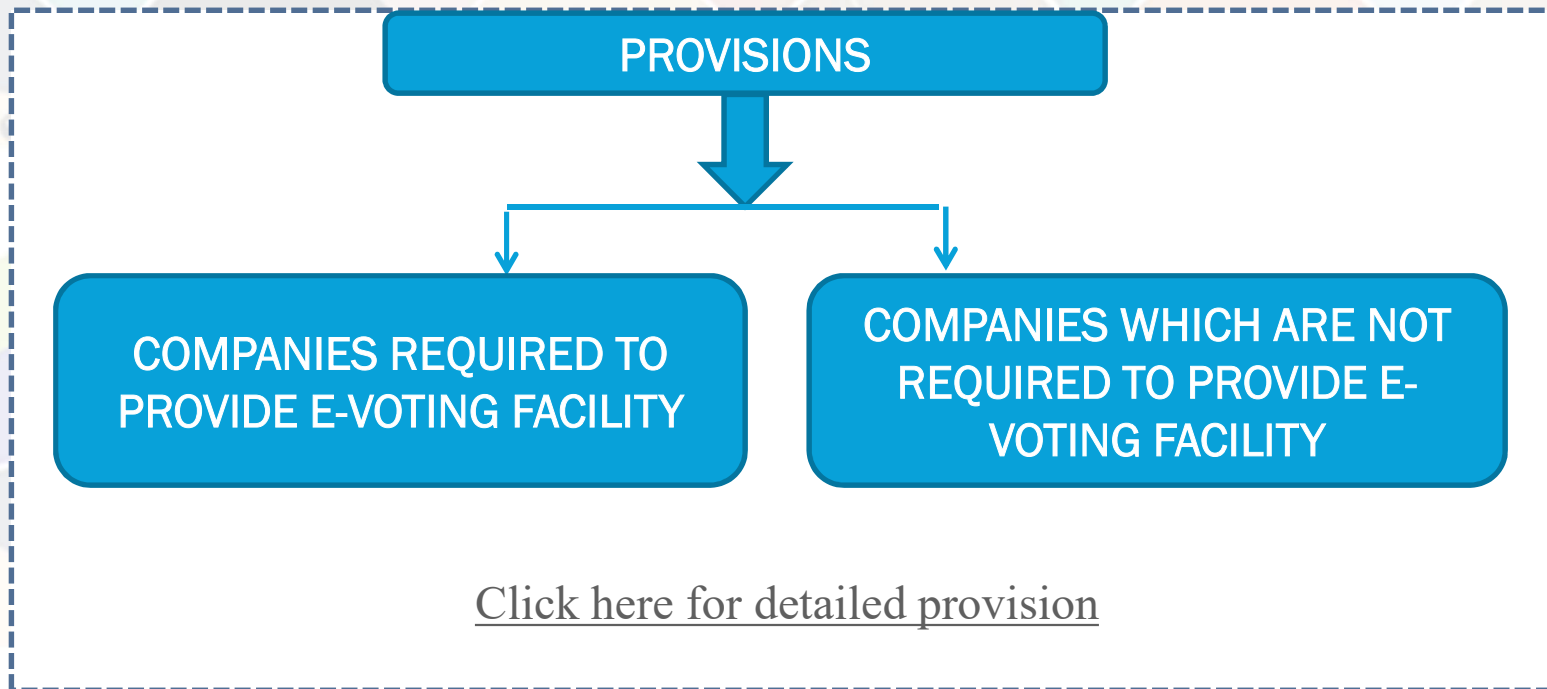 PROVISIONS
COMPANIES REQUIRED TO
PROVIDE E-VOTING FACILITY
COMPANIES WHICH ARE NOT
REQUIRED TO PROVIDE E-
VOTING FACILITY
Click here for detailed provision